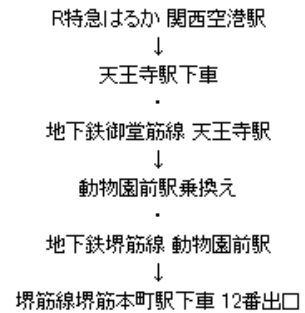 R特急はるか 関西空港駅
↓
天王寺駅下車
・
地下鉄御堂筋線 天王寺駅
↓
動物園前駅乗換え
・
地下鉄堺筋線 動物園前駅
↓
堺筋線堺筋本町駅下車 12番出口